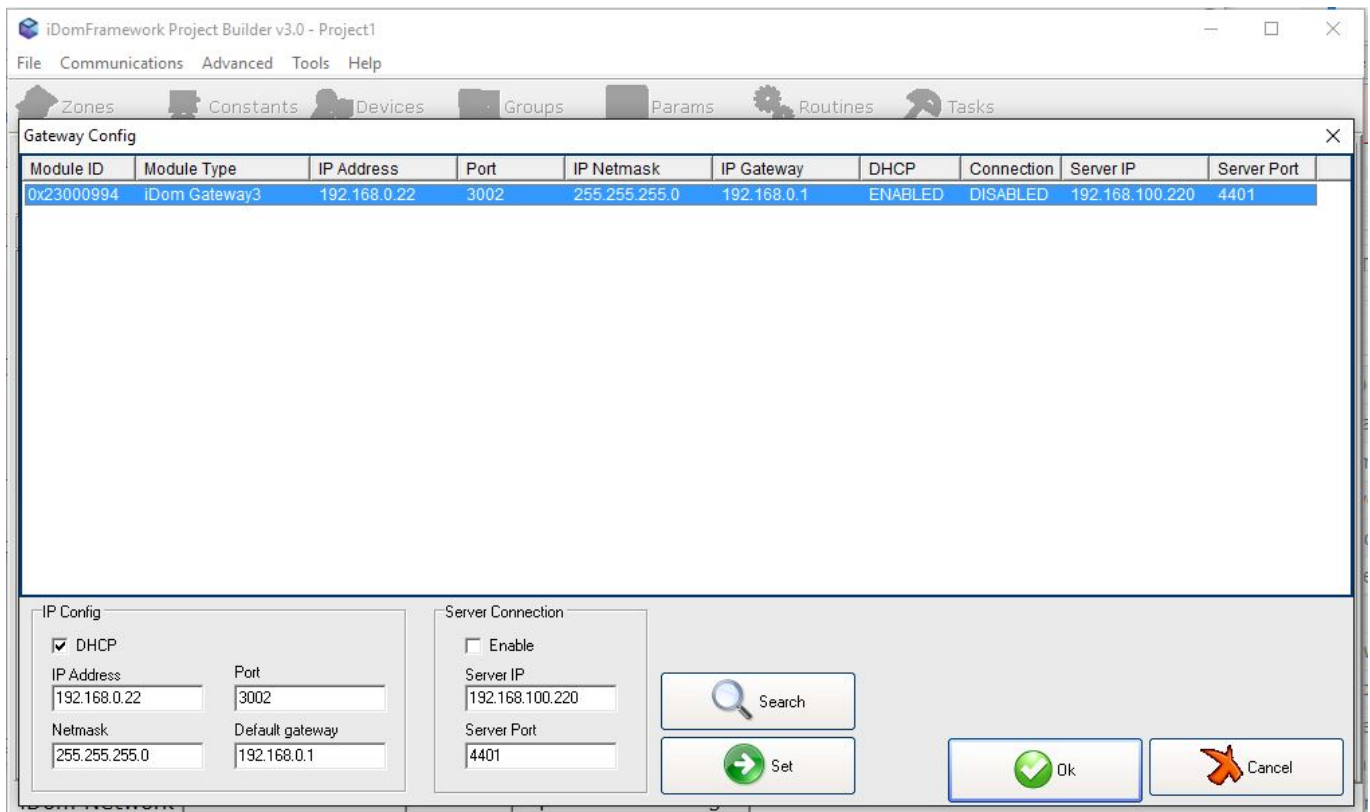 iDomFramework Project Builder v3.0 - Project1
File Communications Advanced Tools Help
Zones Constants Devices Groups Params Routines Tasks
Gateway Config
Module ID Module Type IP Address Port IP Netmask IP Gateway DHCP Connection Server IP Server Port
0x23000994 iDom Gateway3 192.168.0.22 3002 255.255.255.0 192.168.0.1 ENABLED DISABLED 192.168.100.220 4401
IP Config Server Connection
DHCP Enable
IP Address Port Server IP
192.168.0.22 3002 192.168.100.220 Search
Netmask Default gateway Server Port
255.255.255.0 192.168.0.1 4401 Set Ok Cancel